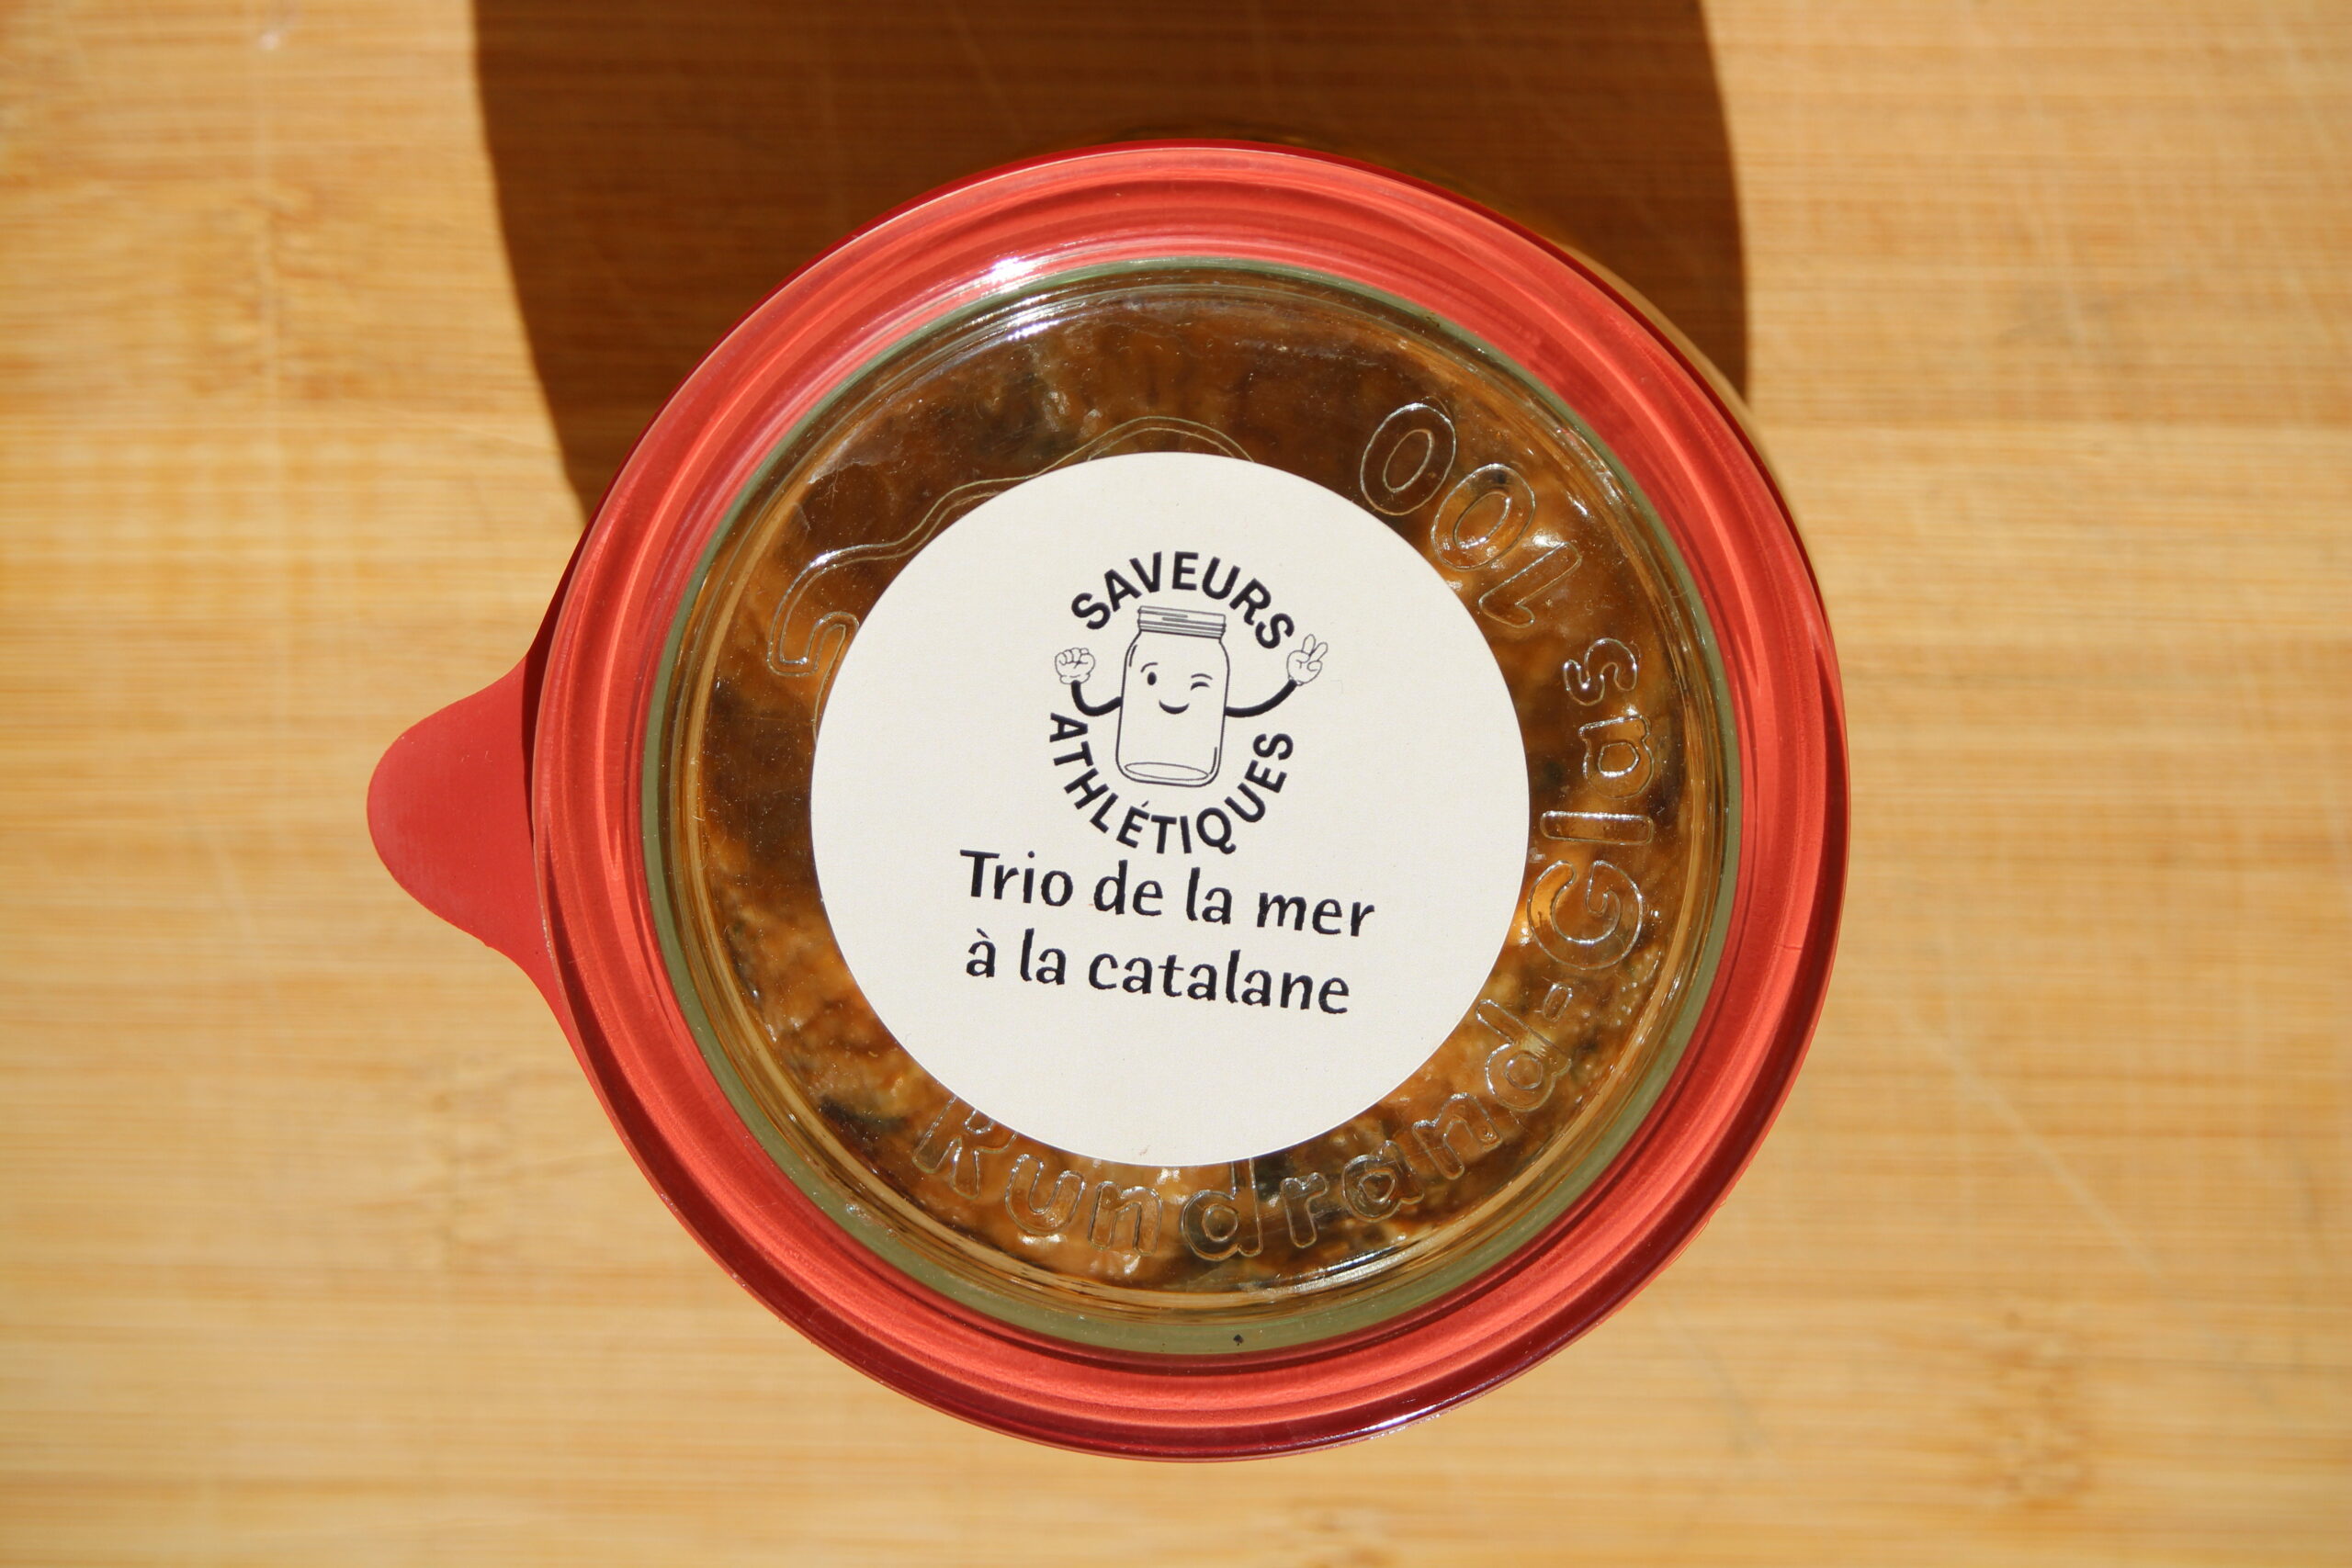 SAVEURS
ATHLÉTIQUES
Trio de la mer
à la catalane
Rundrand-Glas 100